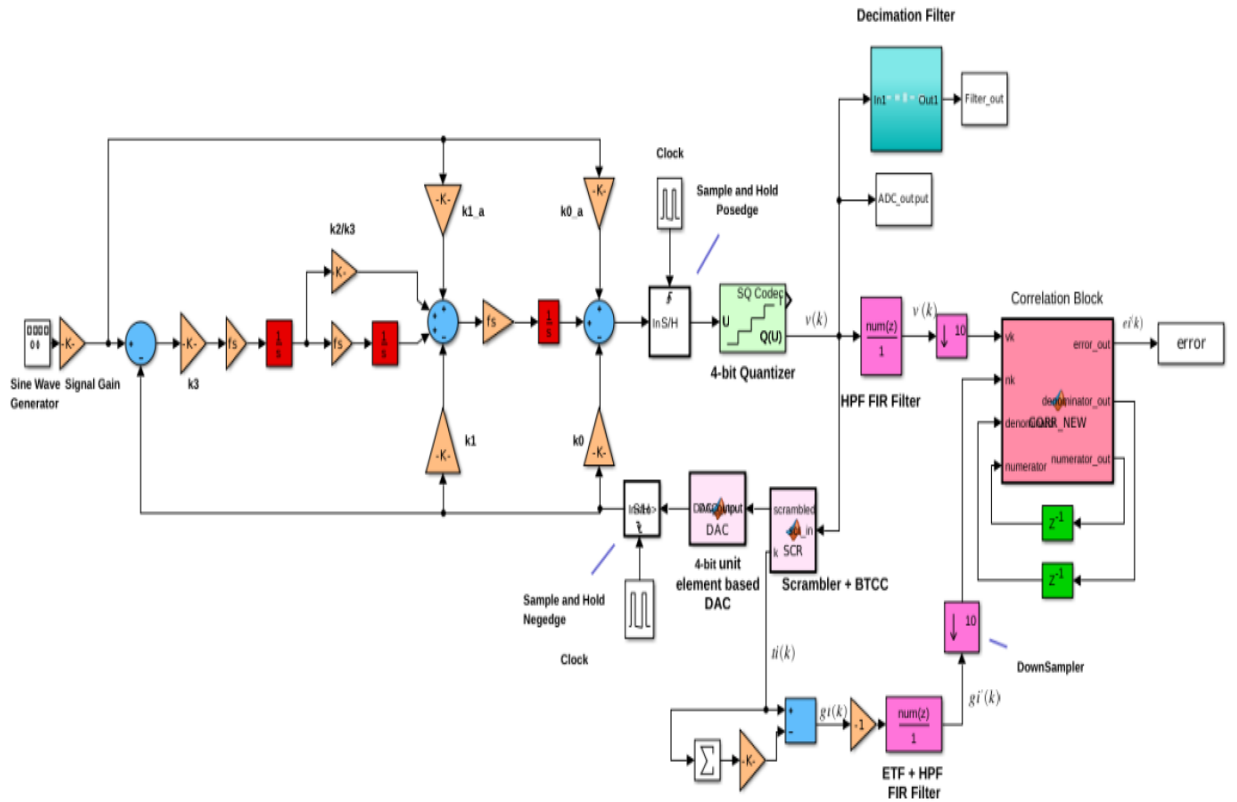 Decimation Filter
In1
Out1
Filter_out
Clock
Sample and Hold
Posedge
ADC_output
-K-
k1_a
k0_a
-K-
k2/k3
-K-
SQ Codec
U
Q(U)
4-bit Quantizer
In S/H
v(k)
num(z)
1
HPF FIR Filter
v(k)
10
Correlation Block
vk
nk
numerator
error_out
denominator_out
numerator_out
CORR_NEW
ei'(k)
error
Sine Wave
Generator
-K-
Signal Gain
+
-
-K-
k3
fs
1
s
fs
1
s
+
+
+
-
fs
1
s
+
+
-
-K-
k1
-K-
k0
S/H
DAC
4-bit unit
element based
DAC
scrambled
k
SCR
Scrambler + BTCC
Sample and Hold
Negedge
Clock
z-1
z-1
10
DownSampler
ti(k)
Σ
-K-
+
-
gi(k)
-1
num(z)
1
ETF + HPF
FIR Filter
gi'(k)